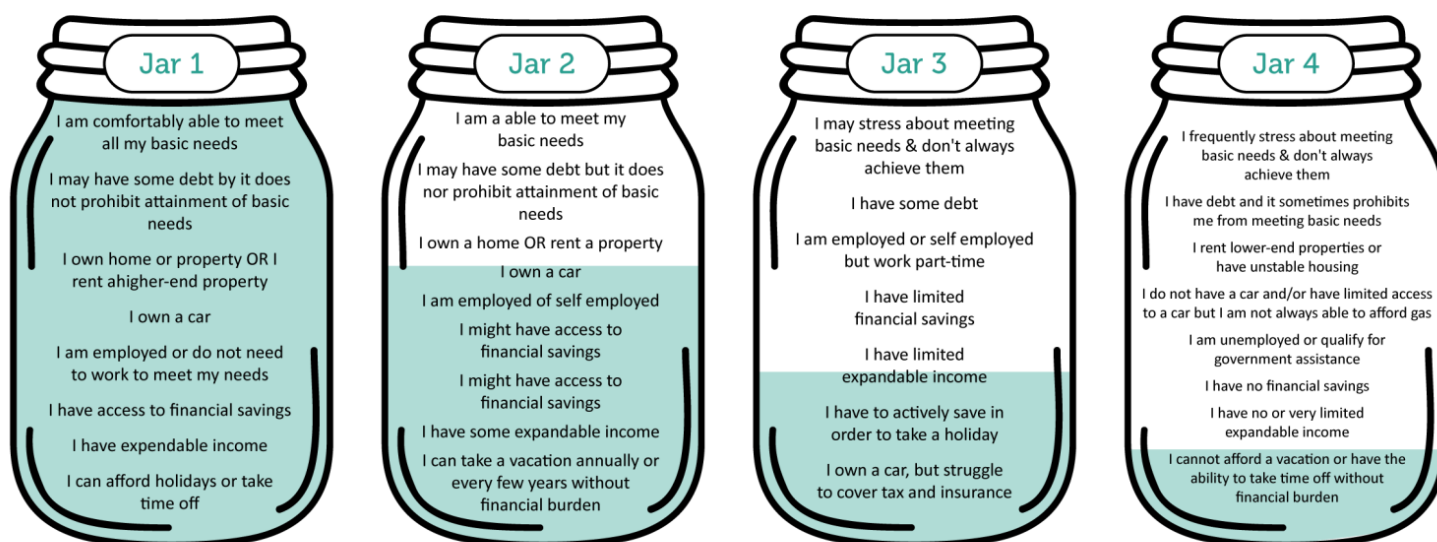 Jar 1
I am comfortably able to meet
all my basic needs
I may have some debt by it does
not prohibit attainment of basic
needs
I own home or property OR I
rent ahigher-end property
I own a car
I am employed or do not need
to work to meet my needs
I have access to financial savings
I have expendable income
I can afford holidays or take
time off
Jar 2
I am a able to meet my
basic needs
I may have some debt but it does
nor prohibit attainment of basic
needs
I own a home OR rent a property
I own a car
I am employed of self employed
I might have access to
financial savings
I might have access to
financial savings
I have some expandable income
I can take a vacation annually or
every few years without
financial burden
Jar 3
I may stress about meeting
basic needs & don't always
achieve them
I have some debt
I am employed or self employed
but work part-time
I have limited
financial savings
I have limited
expandable income
I have to actively save in
order to take a holiday
I own a car, but struggle
to cover tax and insurance
Jar 4
I frequently stress about meeting
basic needs & don't always
achieve them
I have debt and it sometimes prohibits
me from meeting basic needs
I rent lower-end properties or
have unstable housing
I do not have a car and/or have limited access
to a car but I am not always able to afford gas
I am unemployed or qualify for
government assistance
I have no financial savings
I have no or very limited
expandable income
I cannot afford a vacation or have the
ability to take time off without
financial burden